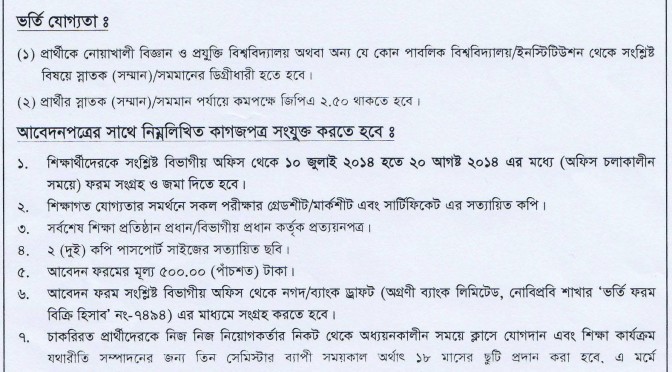 ভর্তি যোগ্যতা ঃ
(১) প্রার্থীকে নোয়াখালী বিজ্ঞান ও প্রযুক্তি বিশ্ববিদ্যালয় অথবা অন্য যে কোন পাবলিক বিশ্ববিদ্যালয়/ইনস্টিটিউশন থেকে সংশ্লিষ্ট
বিষয়ে স্নাতক (সম্মান)/সমমানের ডিগ্রীধারী হতে হবে।
(২) প্রার্থীর স্নাতক (সম্মান)/সমমান পর্যায়ে কমপক্ষে জিপিএ ২.৫০ থাকতে হবে।
আবেদনপত্রের সাথে নিম্নলিখিত কাগজপত্র সংযুক্ত করতে হবে ঃ
১. শিক্ষার্থীদেরকে সংশ্লিষ্ট বিভাগীয় অফিস থেকে ১০ জুলাই ২০১৪ হতে ২০ আগষ্ট ২০১৪ এর মধ্যে (অফিস চলাকালীন
সময়ে) ফরম সংগ্রহ ও জমা দিতে হবে।
২. শিক্ষাগত যোগ্যতার সমর্থনে সকল পরীক্ষার গ্রেডশীট/মার্কশীট এবং সার্টিফিকেট এর সত্যায়িত কপি।
৩. সর্বশেষ শিক্ষা প্রতিষ্ঠান প্রধান/বিভাগীয় প্রধান কর্তৃক প্রত্যয়নপত্র।
৪. ২ (দুই) কপি পাসপোর্ট সাইজের সত্যায়িত ছবি।
৫. আবেদন ফরমের মূল্য ৫০০.০০ (পাঁচশত) টাকা।
৬. আবেদন ফরম সংশ্লিষ্ট বিভাগীয় অফিস থেকে নগদ/ব্যাংক ড্রাফট (অগ্রণী ব্যাংক লিমিটেড, নোবিপ্রবি শাখার ‘ভর্তি ফরম
বিক্রি হিসাব’ নং-৭৪৯৪) এর মাধ্যমে সংগ্রহ করতে হবে।
৭. চাকরিরত প্রার্থীদেরকে নিজ নিজ নিয়োগকর্তার নিকট থেকে অধ্যয়নকালীন সময়ে ক্লাসে যোগদান এবং শিক্ষা কার্যক্রম
যথারীতি সম্পাদনের জন্য তিন সেমিস্টার ব্যাপী সময়কাল অর্থাৎ ১৮ মাসের ছুটি প্রদান করা হবে, এ মর্মে